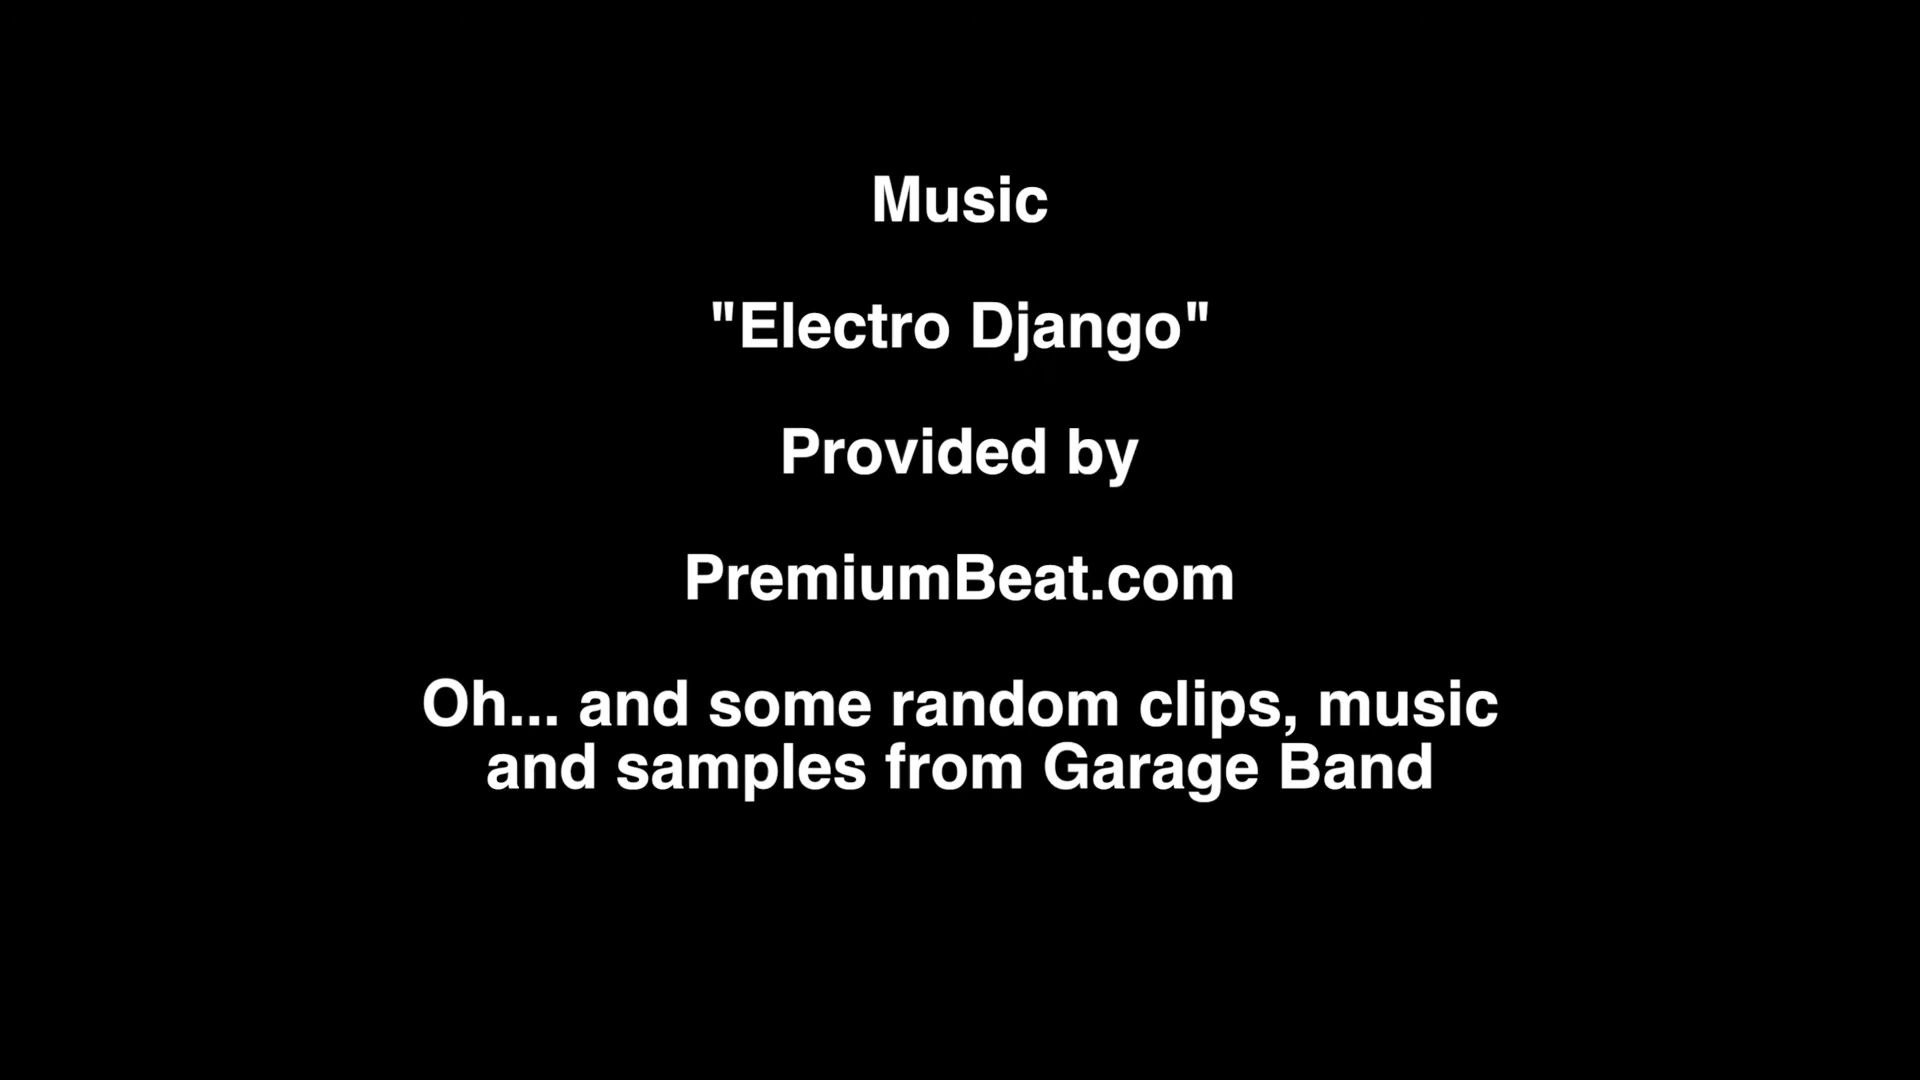 Music
"Electro Django"
Provided by
PremiumBeat.com
Oh... and some random clips, music
and samples from Garage Band